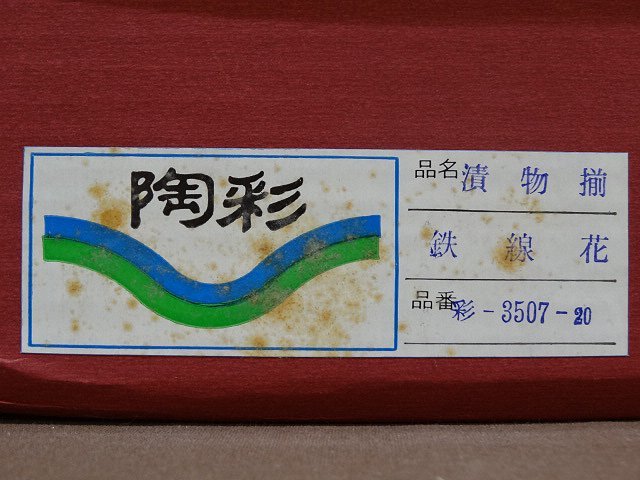 陶彩
品名 漬物揃
鉄線花
品番 彩-3507-20